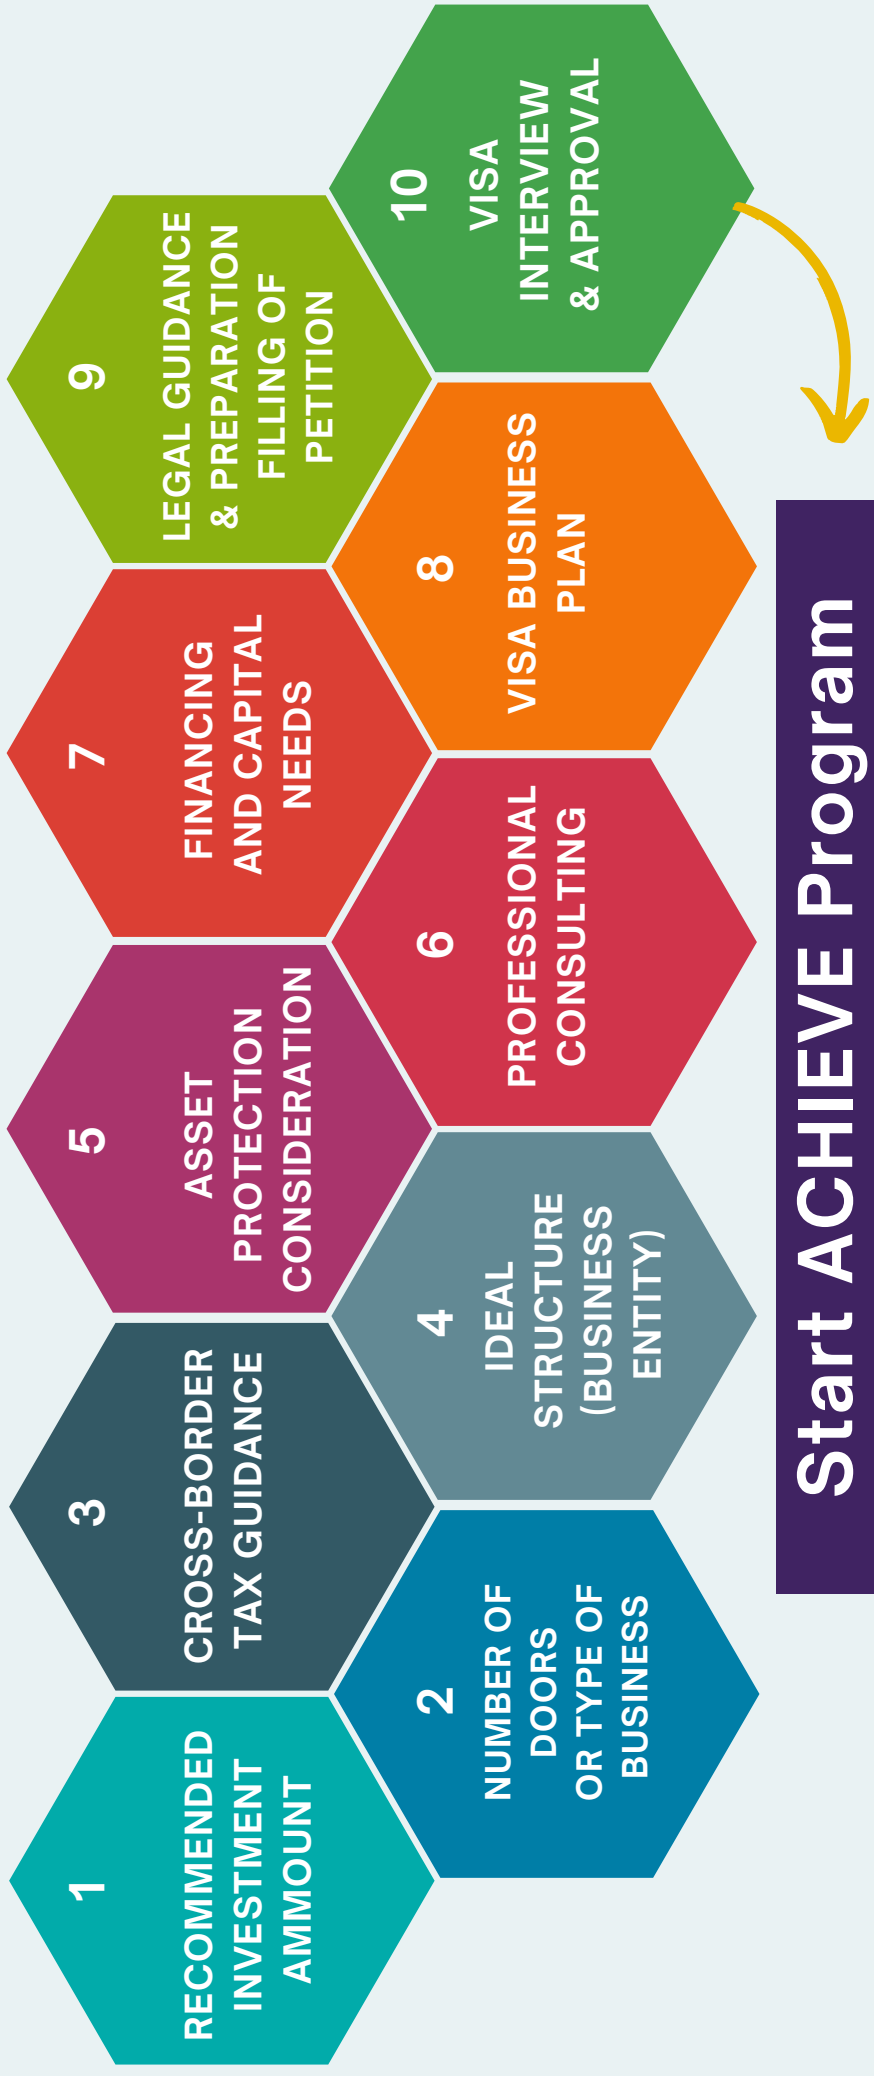 1
RECOMMENDED
INVESTMENT
AMMOUNT
2
NUMBER OF
DOORS
OR TYPE OF
BUSINESS
3
CROSS-BORDER
TAX GUIDANCE
4
IDEAL
STRUCTURE
(BUSINESS
ENTITY)
5
ASSET
PROTECTION
CONSIDERATION
6
PROFESSIONAL
CONSULTING
7
FINANCING
AND CAPITAL
NEEDS
8
VISA BUSINESS
PLAN
9
LEGAL GUIDANCE
& PREPARATION
FILLING OF
PETITION
10
VISA
INTERVIEW
& APPROVAL
Start ACHIEVE Program